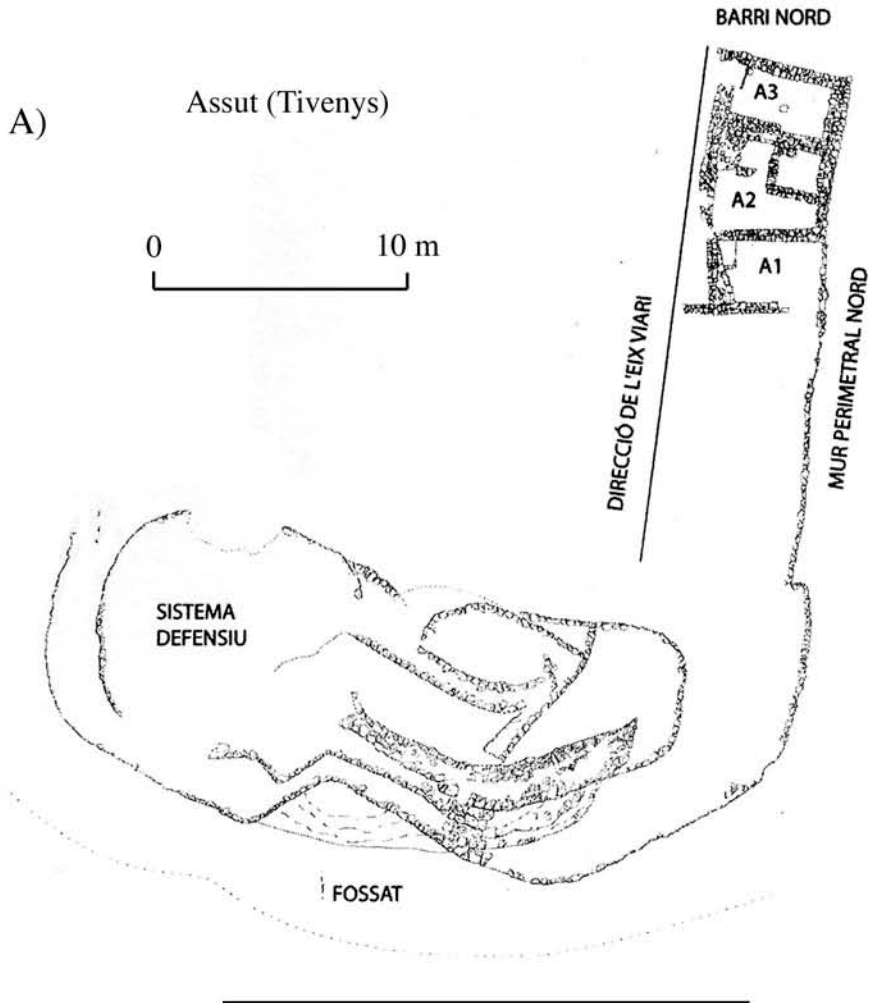 BARRI NORD
A)
Assut (Tivenys)
A3
0
10 m
A2
A1
DIRECCIÓ DE L'EIX VIARI
MUR PERIMETRAL NORD
SISTEMA
DEFENSIU
FOSSAT